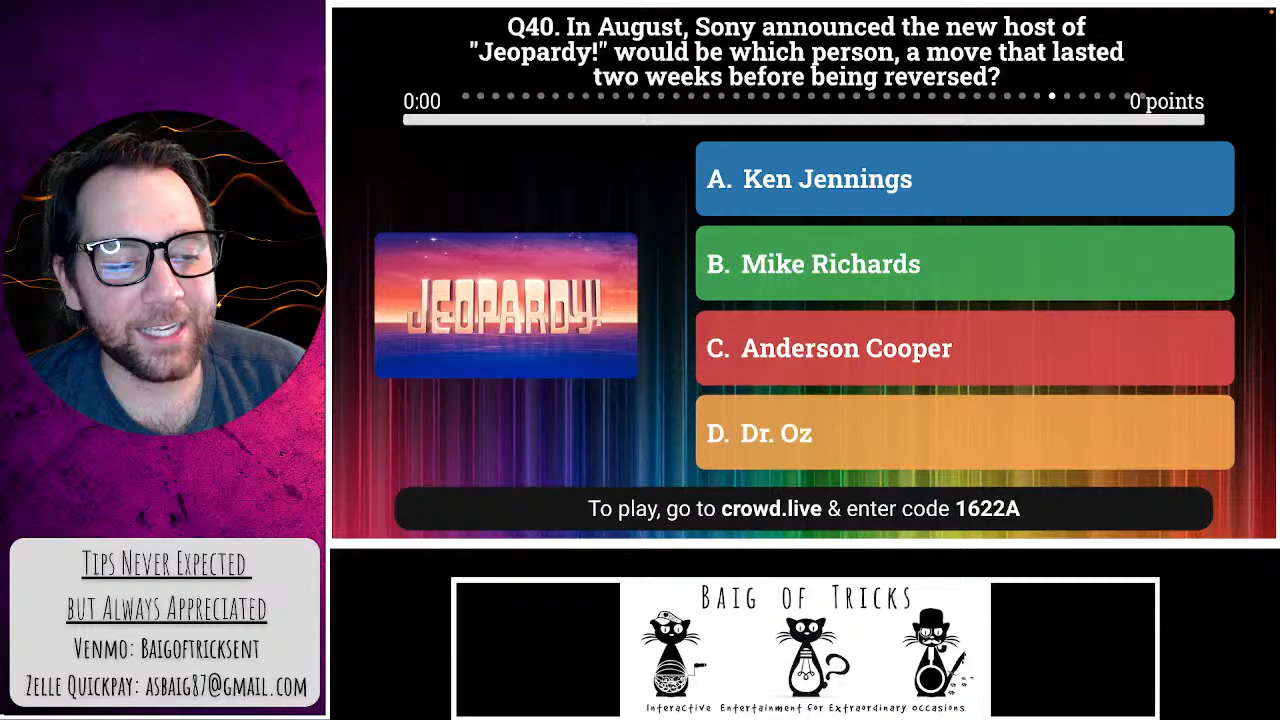 Q40. In August, Sony announced the new host of
"Jeopardy!" would be which person, a move that lasted
two weeks before being reversed?
0:00
0 points
A. Ken Jennings
JEOPARDY!
B. Mike Richards
C. Anderson Cooper
D. Dr. Oz
To play, go to crowd.live & enter code 1622A
Tips Never Expected
but Always Appreciated
Venmo: Baigoftricksent
Zelle Quickpay: asbaig87@gmail.com
Baig of Tricks
Interactive Entertainment for Extraordinary Occasions